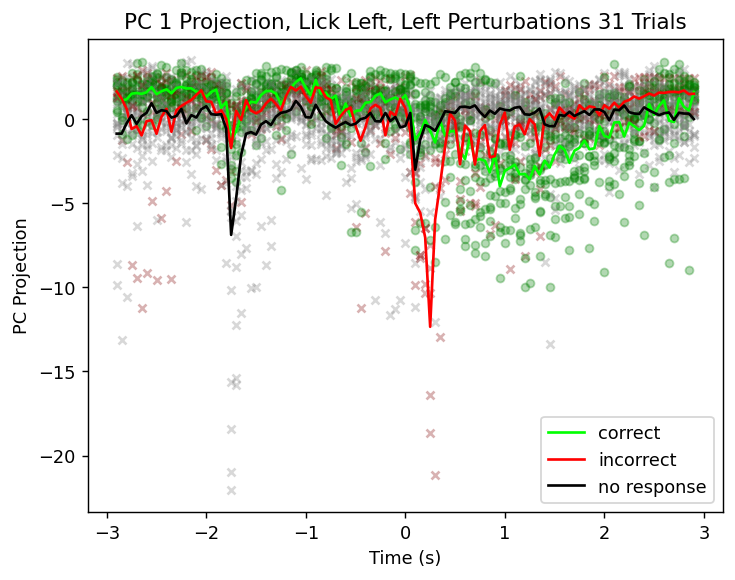 PC 1 Projection, Lick Left, Left Perturbations 31 Trials
PC Projection
0
−5
−10
−15
−20
correct
incorrect
no response
−3
−2
−1
0
1
2
3
Time (s)